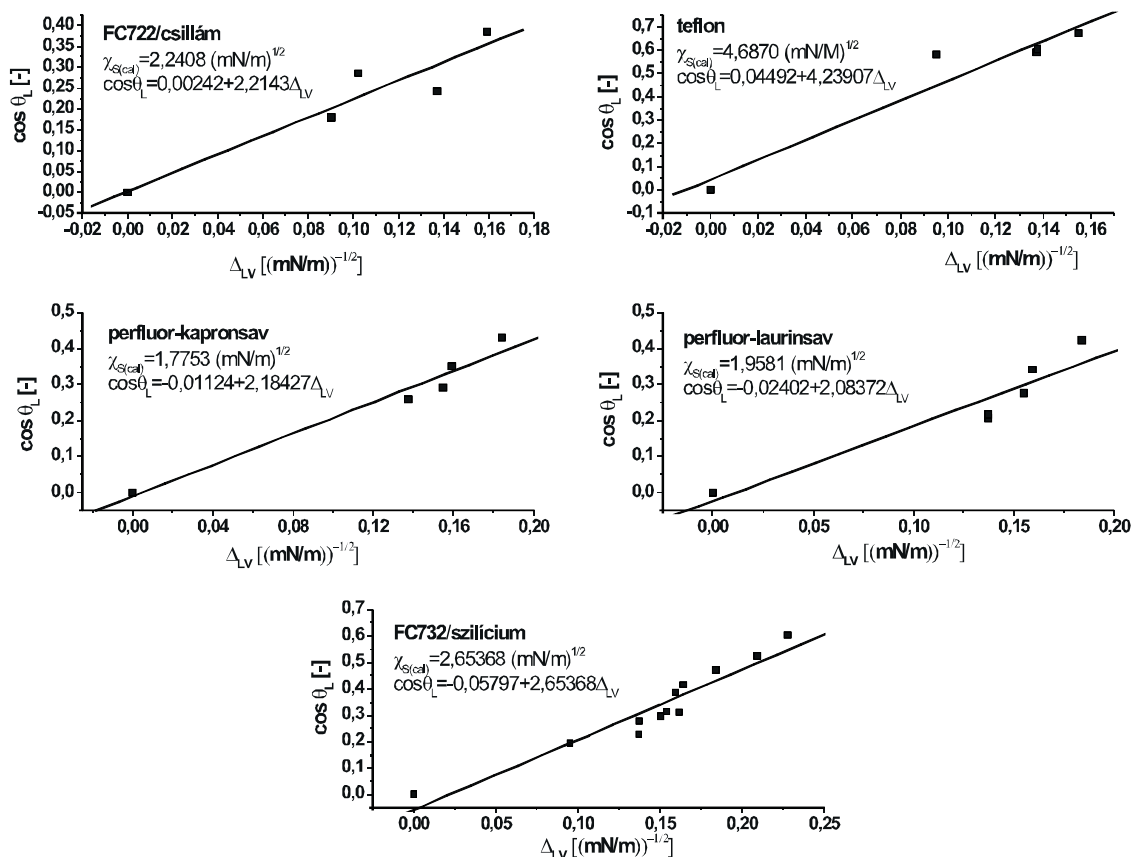 FC722/csillám
χS(cal)=2,2408 (mN/m)1/2
cosθL=0,00242+2,2143ΔLV
cos θL [-]
0,40
0,35
0,30
0,25
0,20
0,15
0,10
0,05
0,00
-0,05
-0,02 0,00 0,02 0,04 0,06 0,08 0,10 0,12 0,14 0,16 0,18
ΔLV [(mN/m))−1/2]
teflon
χS(cal)=4,6870 (mN/M)1/2
cosθL=0,04492+4,23907ΔLV
cos θL [-]
0,7
0,6
0,5
0,4
0,3
0,2
0,1
0,0
-0,1
-0,02 0,00 0,02 0,04 0,06 0,08 0,10 0,12 0,14 0,16
ΔLV [(mN/m))−1/2]
perfluor-kapronsav
χS(cal)=1,7753 (mN/m)1/2
cosθL=-0,01124+2,18427ΔLV
cos θL [-]
0,5
0,4
0,3
0,2
0,1
0,0
0,00 0,04 0,08 0,12 0,16 0,20
ΔLV [(mN/m))−1/2]
perfluor-laurinsav
χS(cal)=1,9581 (mN/m)1/2
cosθL=-0,02402+2,08372ΔLV
cos θL [-]
0,5
0,4
0,3
0,2
0,1
0,0
0,00 0,05 0,10 0,15 0,20
ΔLV [(mN/m))−1/2]
FC732/szilícium
χS(cal)=2,65368 (mN/m)1/2
cosθL=-0,05797+2,65368ΔLV
cos θL [-]
0,7
0,6
0,5
0,4
0,3
0,2
0,1
0,0
0,00 0,05 0,10 0,15 0,20 0,25
ΔLV [(mN/m))−1/2]